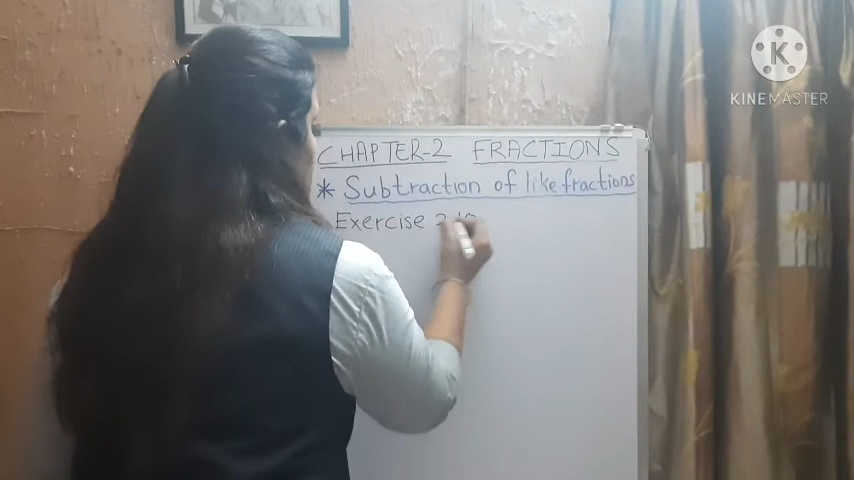 CHAPTER-2 FRACTIONS
* Subtraction of like fractions
Exercise
K
KINEMASTER